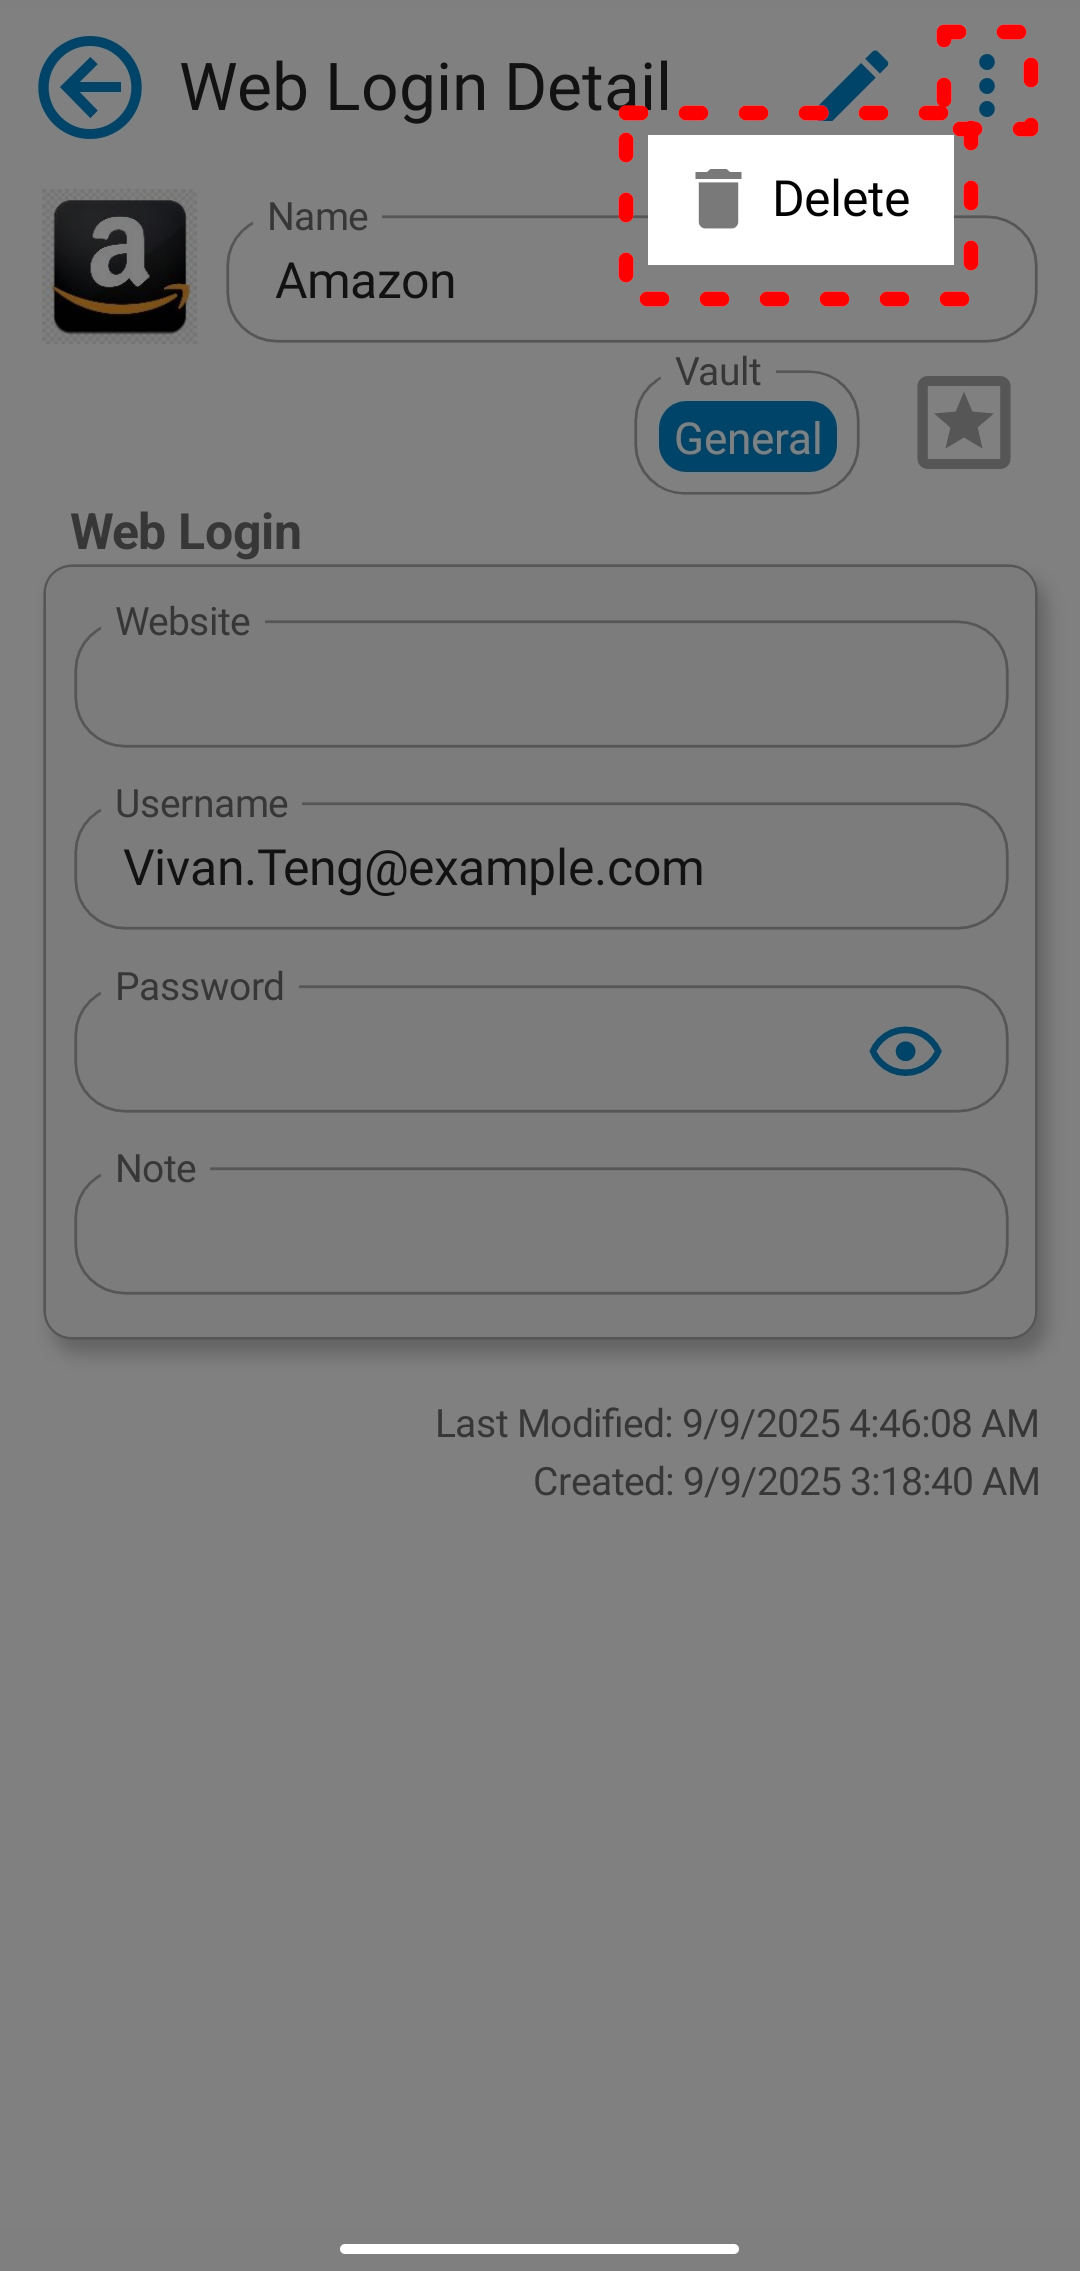 Web Login Detail
Delete
Name
Amazon
Vault
General
Web Login
Website
Username
Vivan.Teng@example.com
Password
Note
Last Modified: 9/9/2025 4:46:08 AM
Created: 9/9/2025 3:18:40 AM